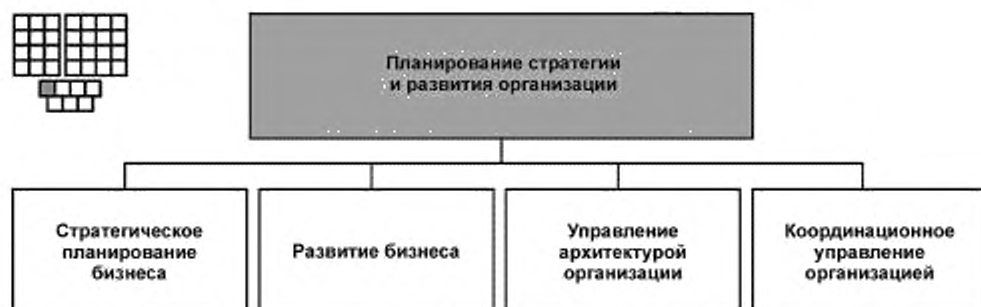 Планирование стратегии
и развития организации
Стратегическое
планирование
бизнеса
Развитие бизнеса
Управление
архитектурой
организации
Координационное
управление
организацией